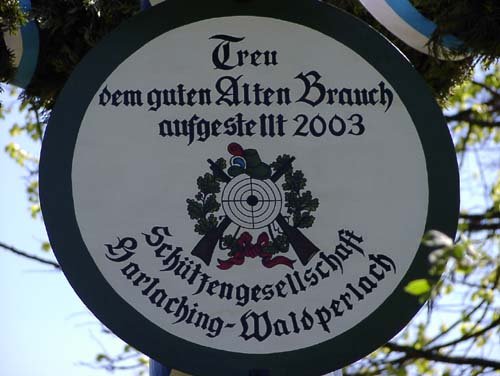 Treu
dem guten Alten Brauch
aufgestellt 2003
Schützengesellschaft
Harlaching-Waldperlach